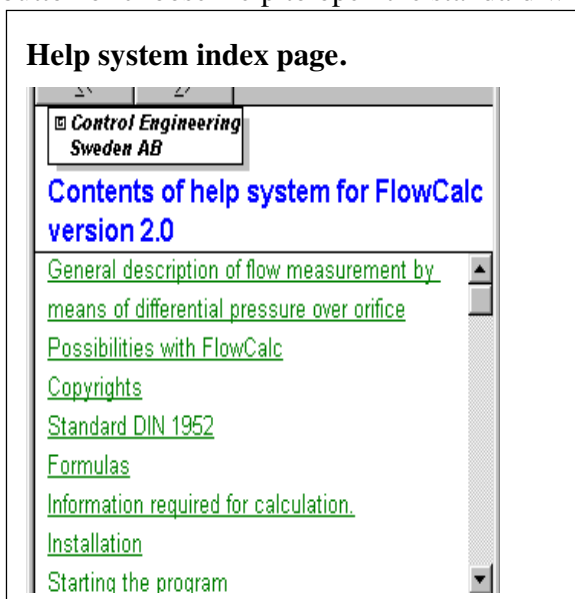 Help system index page.
Control Engineering
Sweden AB
Contents of help system for FlowCalc
version 2.0
General description of flow measurement by
means of differential pressure over orifice
Possibilities with FlowCalc
Copyrights
Standard DIN 1952
Formulas
Information required for calculation.
Installation
Starting the program